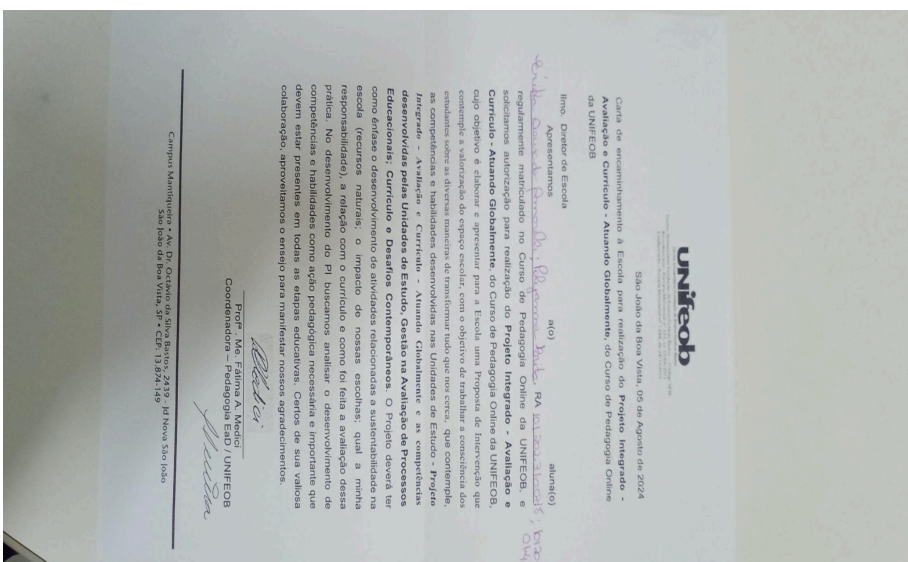 UNifeob
São João da Boa Vista, 05 de Agosto de 2024
Carta de encaminhamento à Escola para realização do Projeto Integrado -
Avaliação e Currículo - Atuando Globalmente, do Curso de Pedagogia Online
da UNIFEOB
Ilmo. Diretor de Escola
Apresentamos a(o) aluna(o)
RA
regularmente matriculado no Curso de Pedagogia Online da UNIFEOB, e
solicitamos autorização para realização do Projeto Integrado - Avaliação e
Currículo - Atuando Globalmente, do Curso de Pedagogia Online da UNIFEOB,
cujo objetivo é elaborar e apresentar para a Escola uma Proposta de Intervenção que
contemple a valorização do espaço escolar, com o objetivo de trabalhar a consciência dos
estudantes sobre as diversas maneiras de transformar tudo que nos cerca, que contemple,
as competências e habilidades desenvolvidas nas Unidades de Estudo - Projeto
Integrado - Avaliação e Currículo - Atuando Globalmente e as competências
desenvolvidas pelas Unidades de Estudo, Gestão na Avaliação de Processos
Educacionais; Currículo e Desafios Contemporâneos. O Projeto deverá ter
como ênfase o desenvolvimento de atividades relacionadas a sustentabilidade na
escola (recursos naturais; o impacto de nossas escolhas; qual a minha
responsabilidade), a relação com o currículo e como foi feita a avaliação dessa
prática. No desenvolvimento do PI buscamos analisar o desenvolvimento de
competências e habilidades como ação pedagógica necessária e importante que
devem estar presentes em todas as etapas educativas. Certos de sua valiosa
colaboração, aproveitamos o ensejo para manifestar nossos agradecimentos.
Profª Me. Fátima A. Medici
Coordenadora - Pedagogia EaD / UNIFEOB
Campus Mantiqueira • Av. Dr. Octávio da Silva Bastos, 2439 - Jd Nova São João
São João da Boa Vista, SP • CEP: 13.874-149